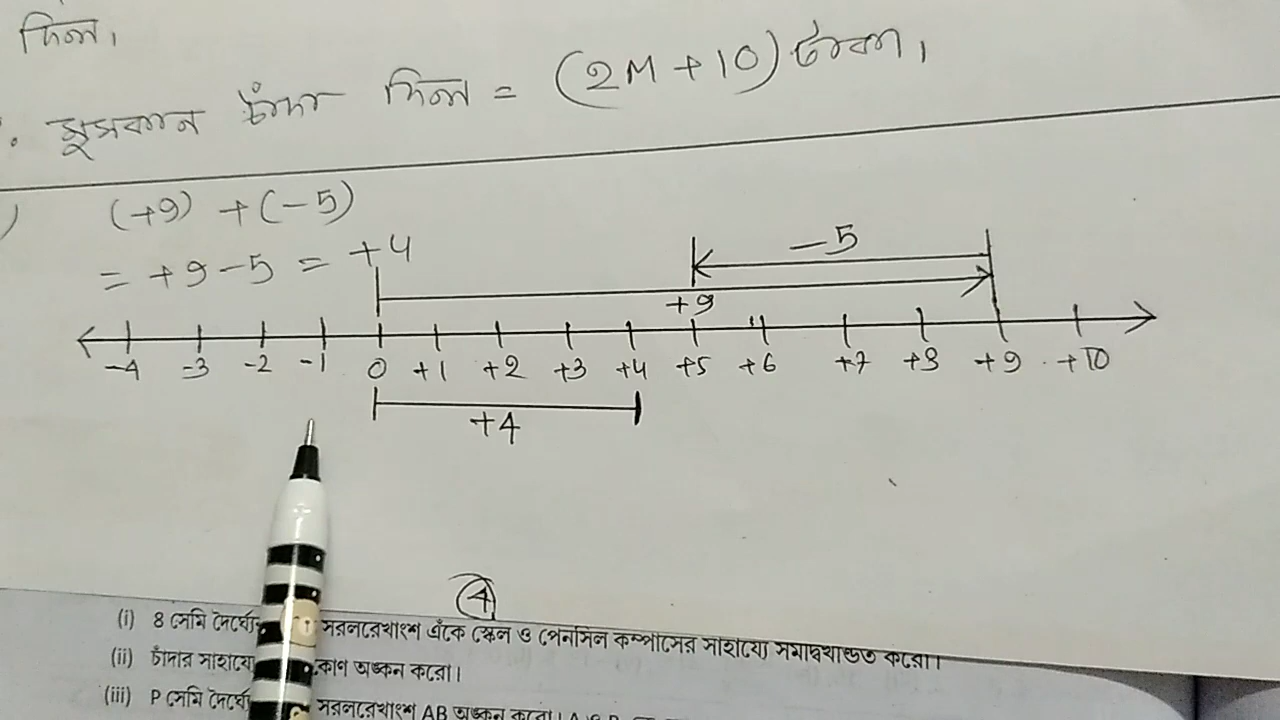 দিল।
মুসকান চাঁদা দিল = (2M + 10) টাকা।
) (+9) + (-5)
= +9 - 5 = +4
-5
+9
-4 -3 -2 -1 0 +1 +2 +3 +4 +5 +6 +7 +8 +9 +10
+4
4
(i) 8 সেমি দৈর্ঘ্যের সরলরেখাংশ এঁকে স্কেল ও পেনসিল কম্পাসের সাহায্যে সমদ্বিখণ্ডিত করো।
(ii) চাঁদার সাহায্যে কোণ অঙ্কন করো।
(iii) P সেমি দৈর্ঘ্যে সরলরেখাংশ AB অঙ্কন করো।